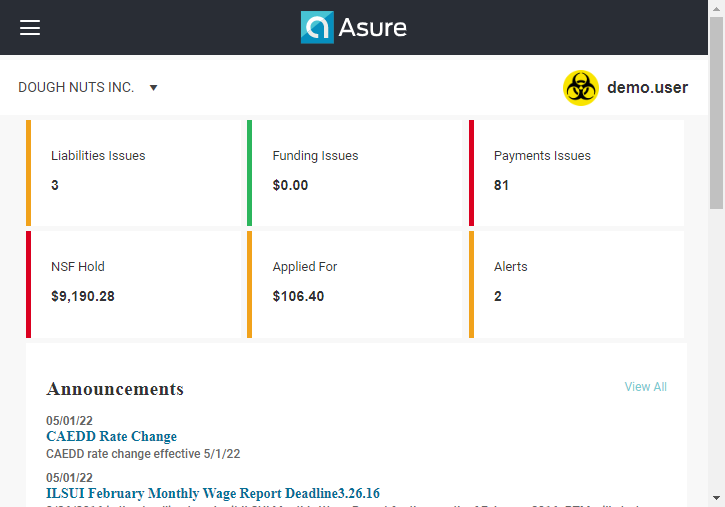 Asure
DOUGH NUTS INC.
demo.user
Liabilities Issues
3
Funding Issues
$0.00
Payments Issues
81
NSF Hold
$9,190.28
Applied For
$106.40
Alerts
2
Announcements
View All
05/01/22
CAEDD Rate Change
CAEDD rate change effective 5/1/22
05/01/22
ILSUI February Monthly Wage Report Deadline3.26.16